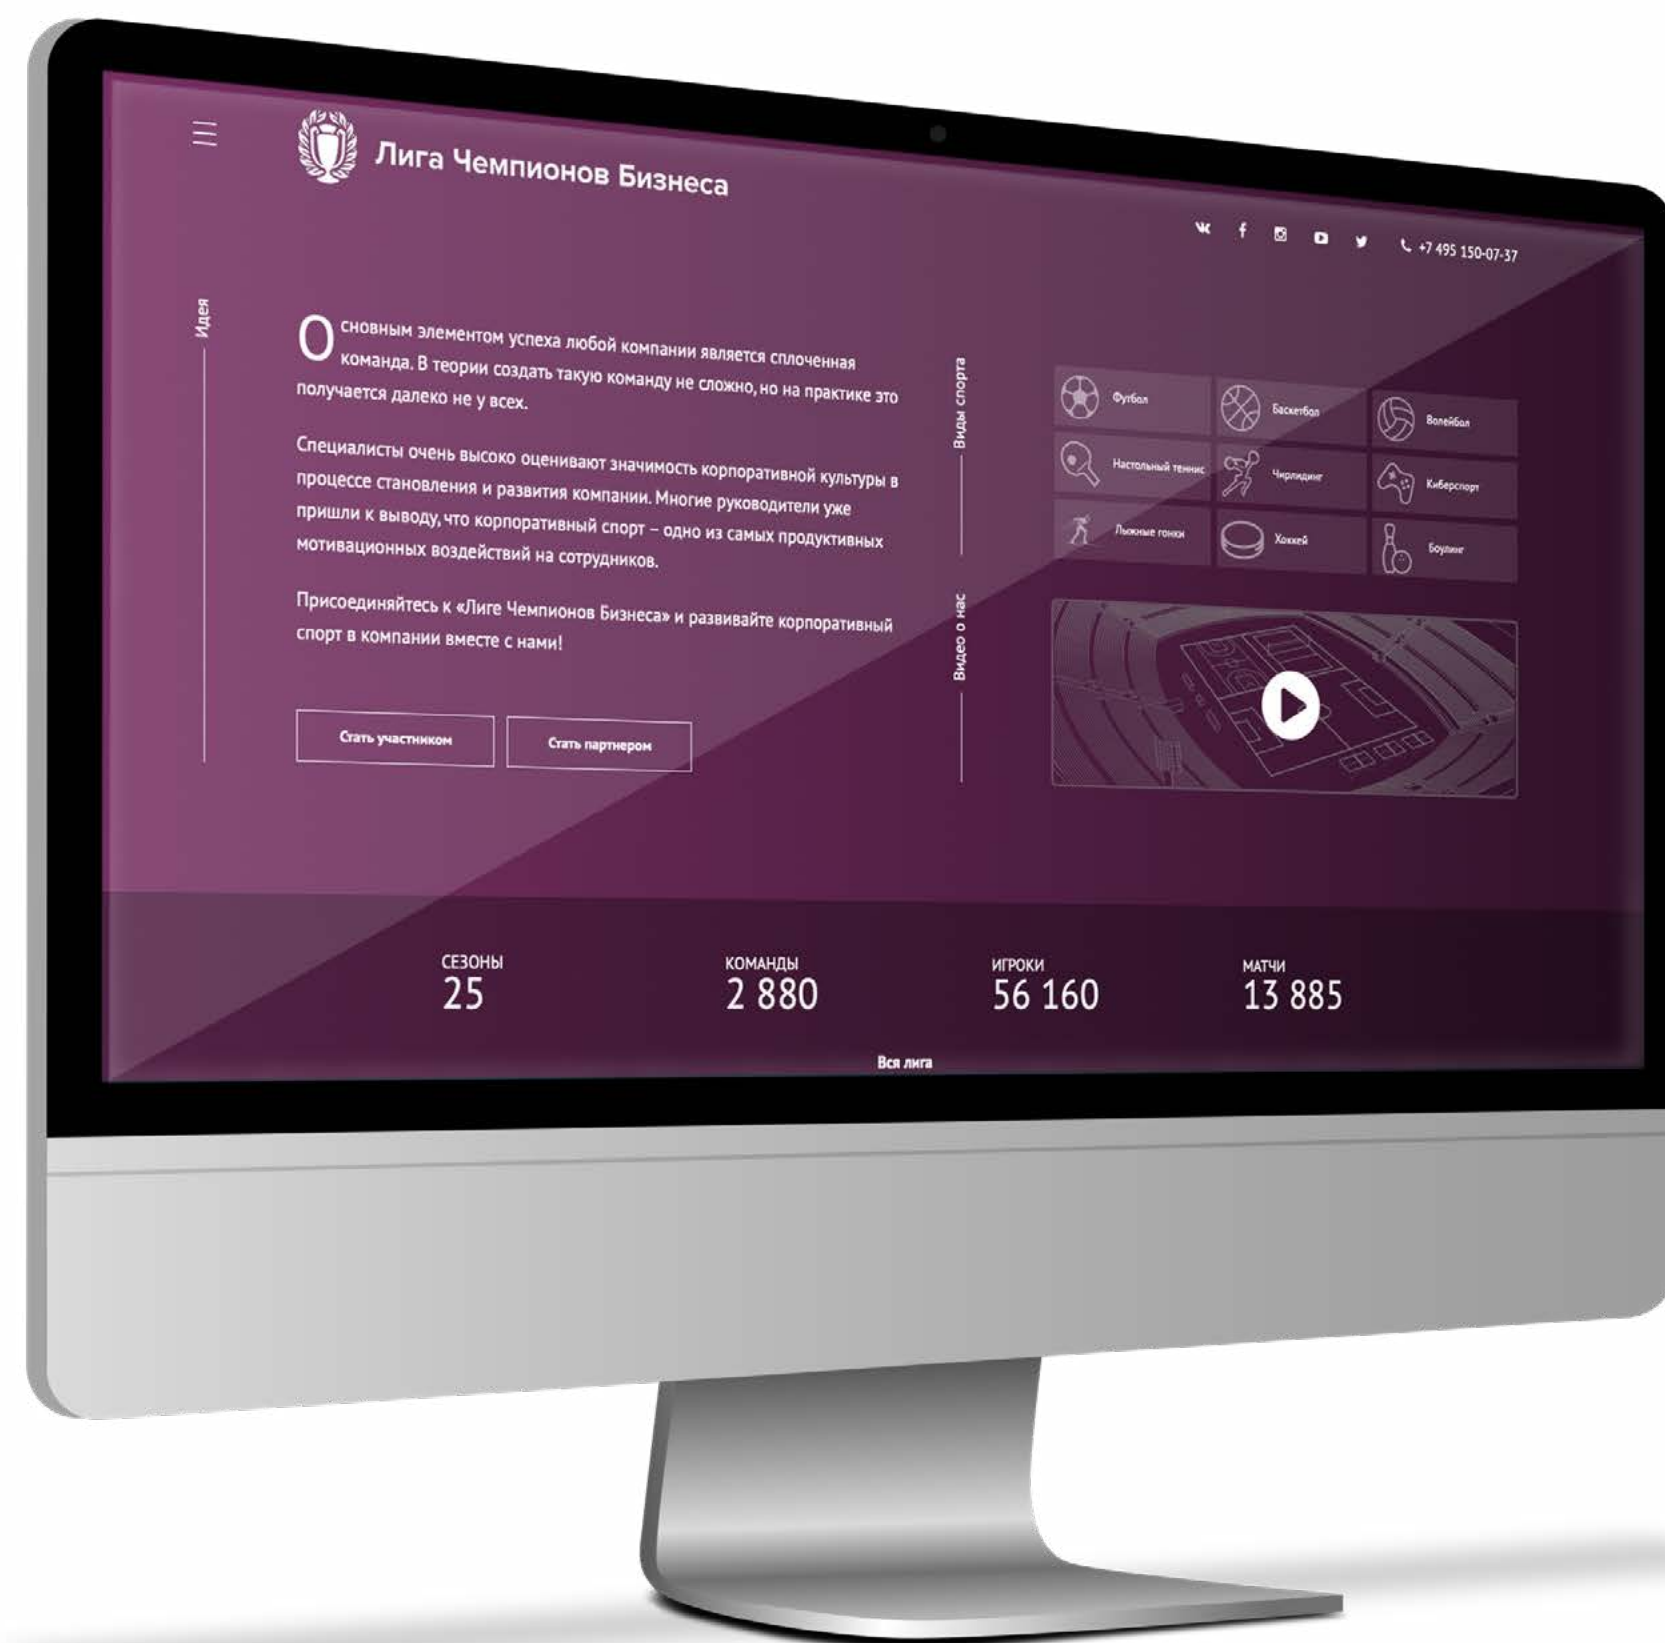 Лига Чемпионов Бизнеса
+7 495 150-07-37
Идея
Основным элементом успеха любой компании является сплоченная
команда. В теории создать такую команду не сложно, но на практике это
получается далеко не у всех.
Специалисты очень высоко оценивают значимость корпоративной культуры в
процессе становления и развития компании. Многие руководители уже
пришли к выводу, что корпоративный спорт – одно из самых продуктивных
мотивационных воздействий на сотрудников.
Присоединяйтесь к «Лиге Чемпионов Бизнеса» и развивайте корпоративный
спорт в компании вместе с нами!
Стать участником
Стать партнером
Виды спорта
Футбол
Баскетбол
Волейбол
Настольный теннис
Чирлидинг
Киберспорт
Лыжные гонки
Хоккей
Боулинг
Видео о нас
СЕЗОНЫ
25
КОМАНДЫ
2 880
ИГРОКИ
56 160
МАТЧИ
13 885
Вся лига